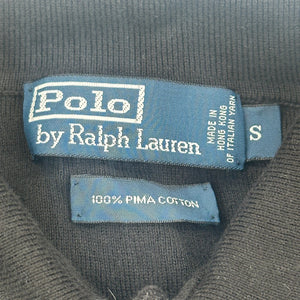 Polo
by Ralph Lauren
MADE IN
HONG KONG
OF ITALIAN YARN
S
100% PIMA COTTON